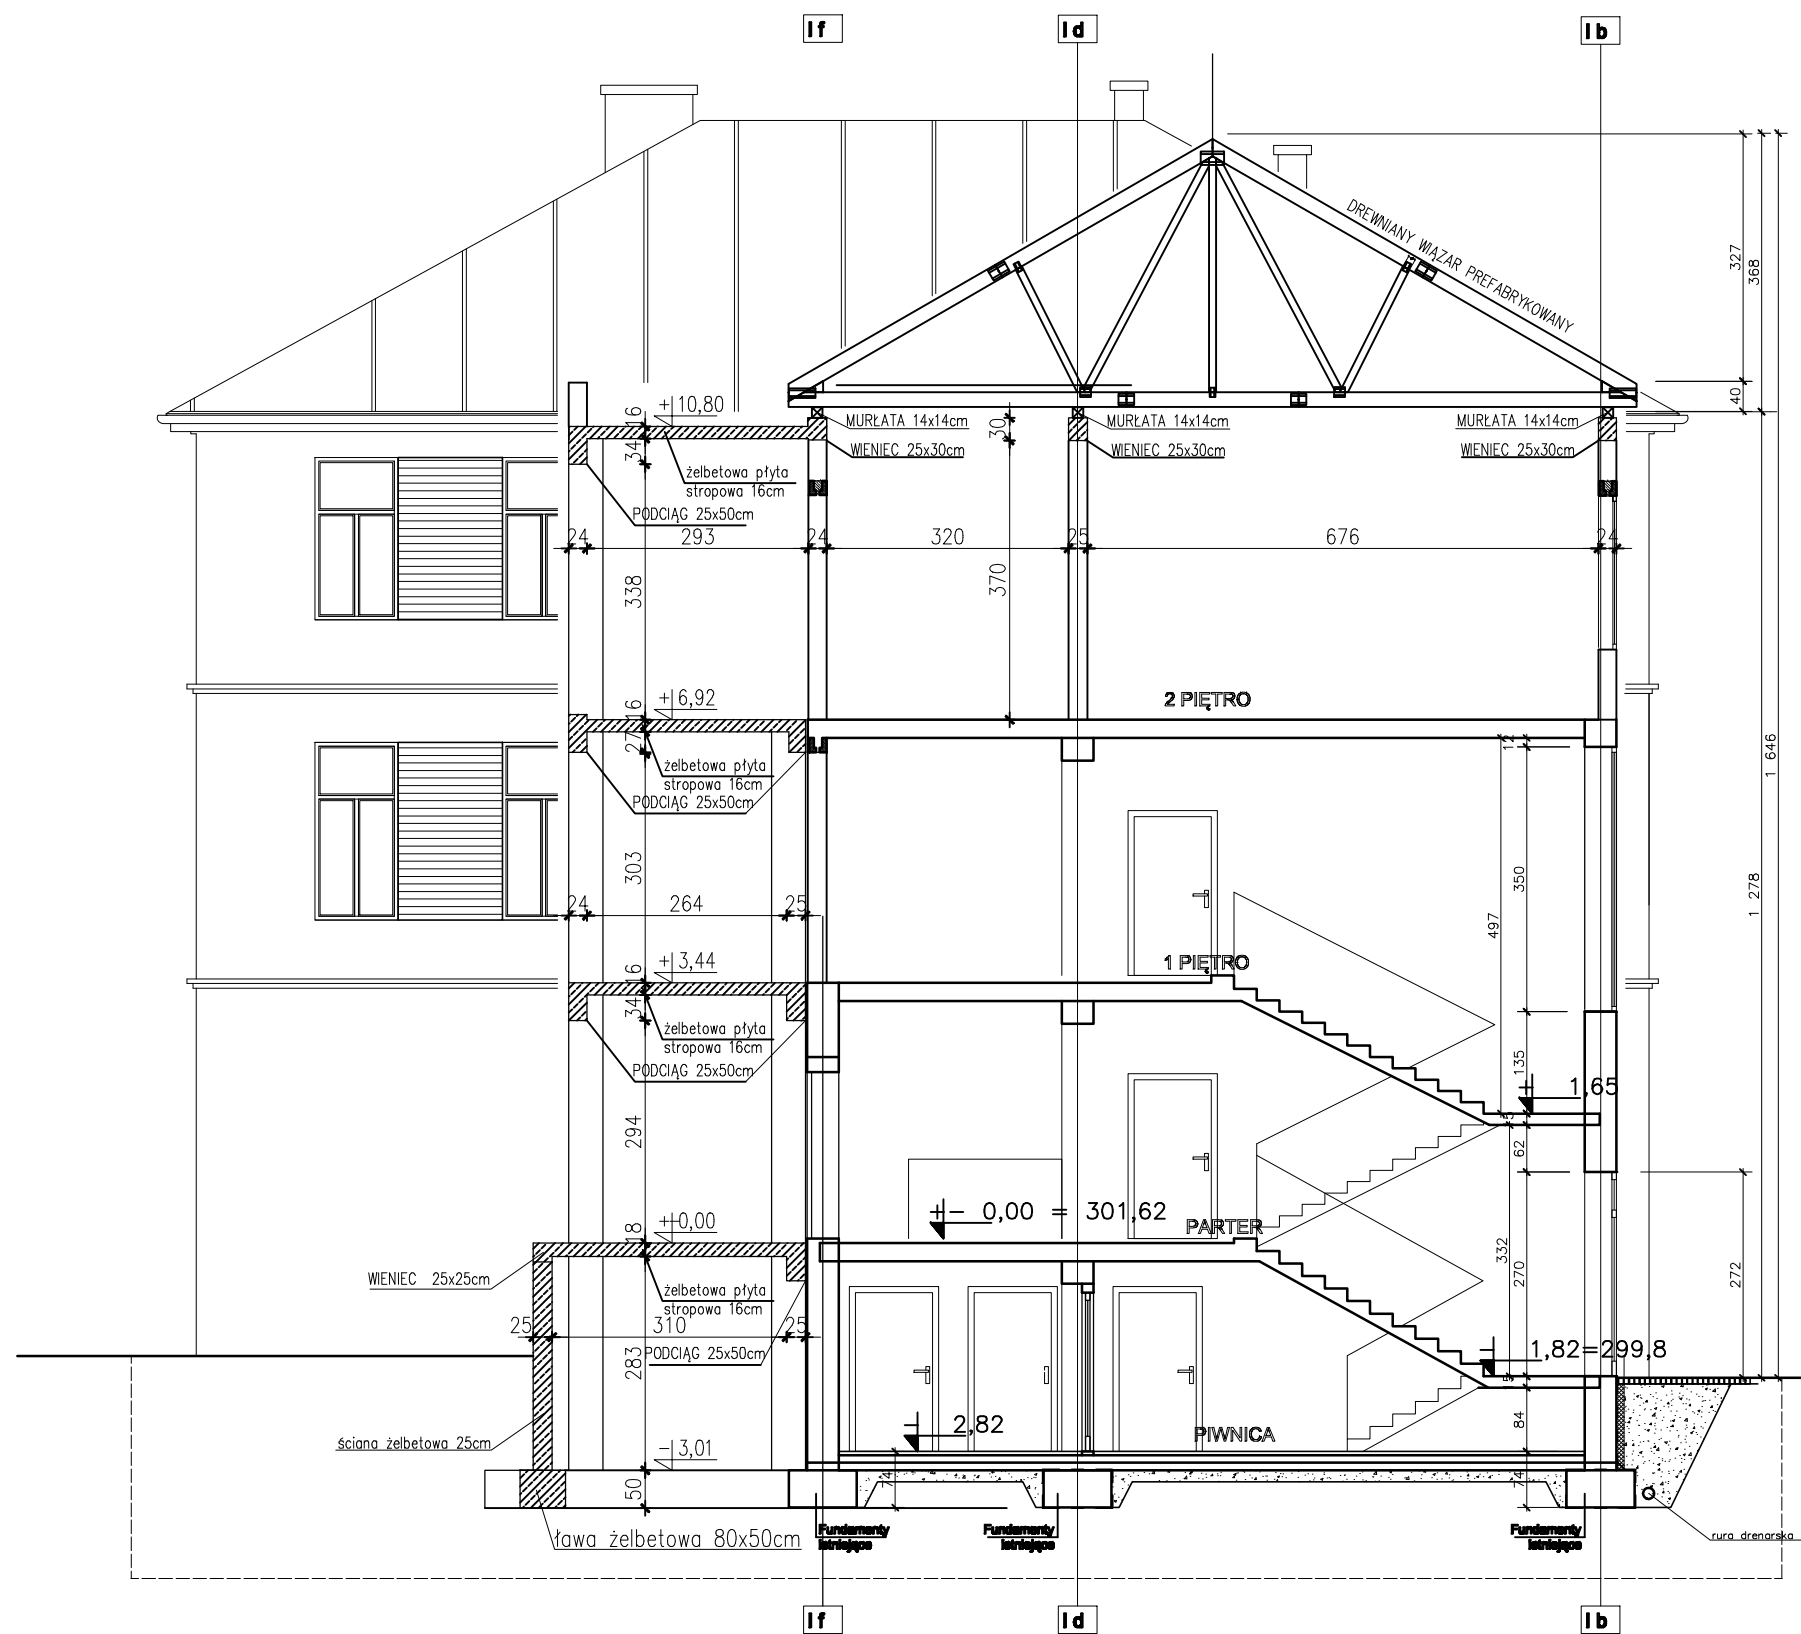 If
Id
Ib
DREWNIANY WIĄZAR PREFABRYKOWANY
327
368
40
16
+10,80
34
MURŁATA 14x14cm
WIENIEC 25x30cm
30
MURŁATA 14x14cm
WIENIEC 25x30cm
MURŁATA 14x14cm
WIENIEC 25x30cm
żelbetowa płyta
stropowa 16cm
PODCIĄG 25x50cm
24
293
24
320
25
676
24
338
370
2 PIĘTRO
16
+6,92
27
żelbetowa płyta
stropowa 16cm
PODCIĄG 25x50cm
12
1 646
303
350
1 278
497
24
264
25
1 PIĘTRO
16
+3,44
34
żelbetowa płyta
stropowa 16cm
PODCIĄG 25x50cm
135
+ 1,65
294
62
+- 0,00 = 301,62
PARTER
18
+-0,00
332
270
272
WIENIEC 25x25cm
żelbetowa płyta
stropowa 16cm
25
310
25
PODCIĄG 25x50cm
283
- 1,82=299,8
84
- 2,82
PIWNICA
ściana żelbetowa 25cm
-3,01
50
74
74
ława żelbetowa 80x50cm
Fundamenty
istniejące
Fundamenty
istniejące
Fundamenty
istniejące
rura drenarska
If
Id
Ib